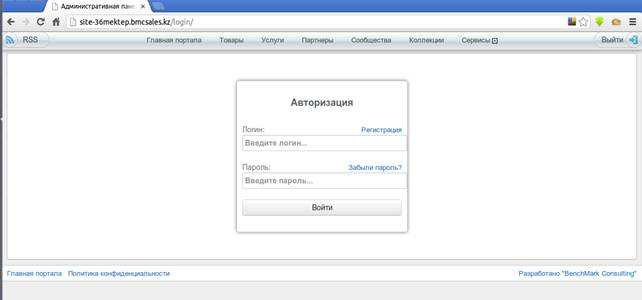 Административная пане
site-36mektep.bmcsales.kz/login/
RSS Главная портала Товары Услуги Партнеры Сообщества Коллекции Сервисы Выйти
Авторизация
Логин: Регистрация
Введите логин...
Пароль: Забыли пароль?
Введите пароль...
Войти
Главная портала Политика конфиденциальности Разработано "BenchMark Consulting"